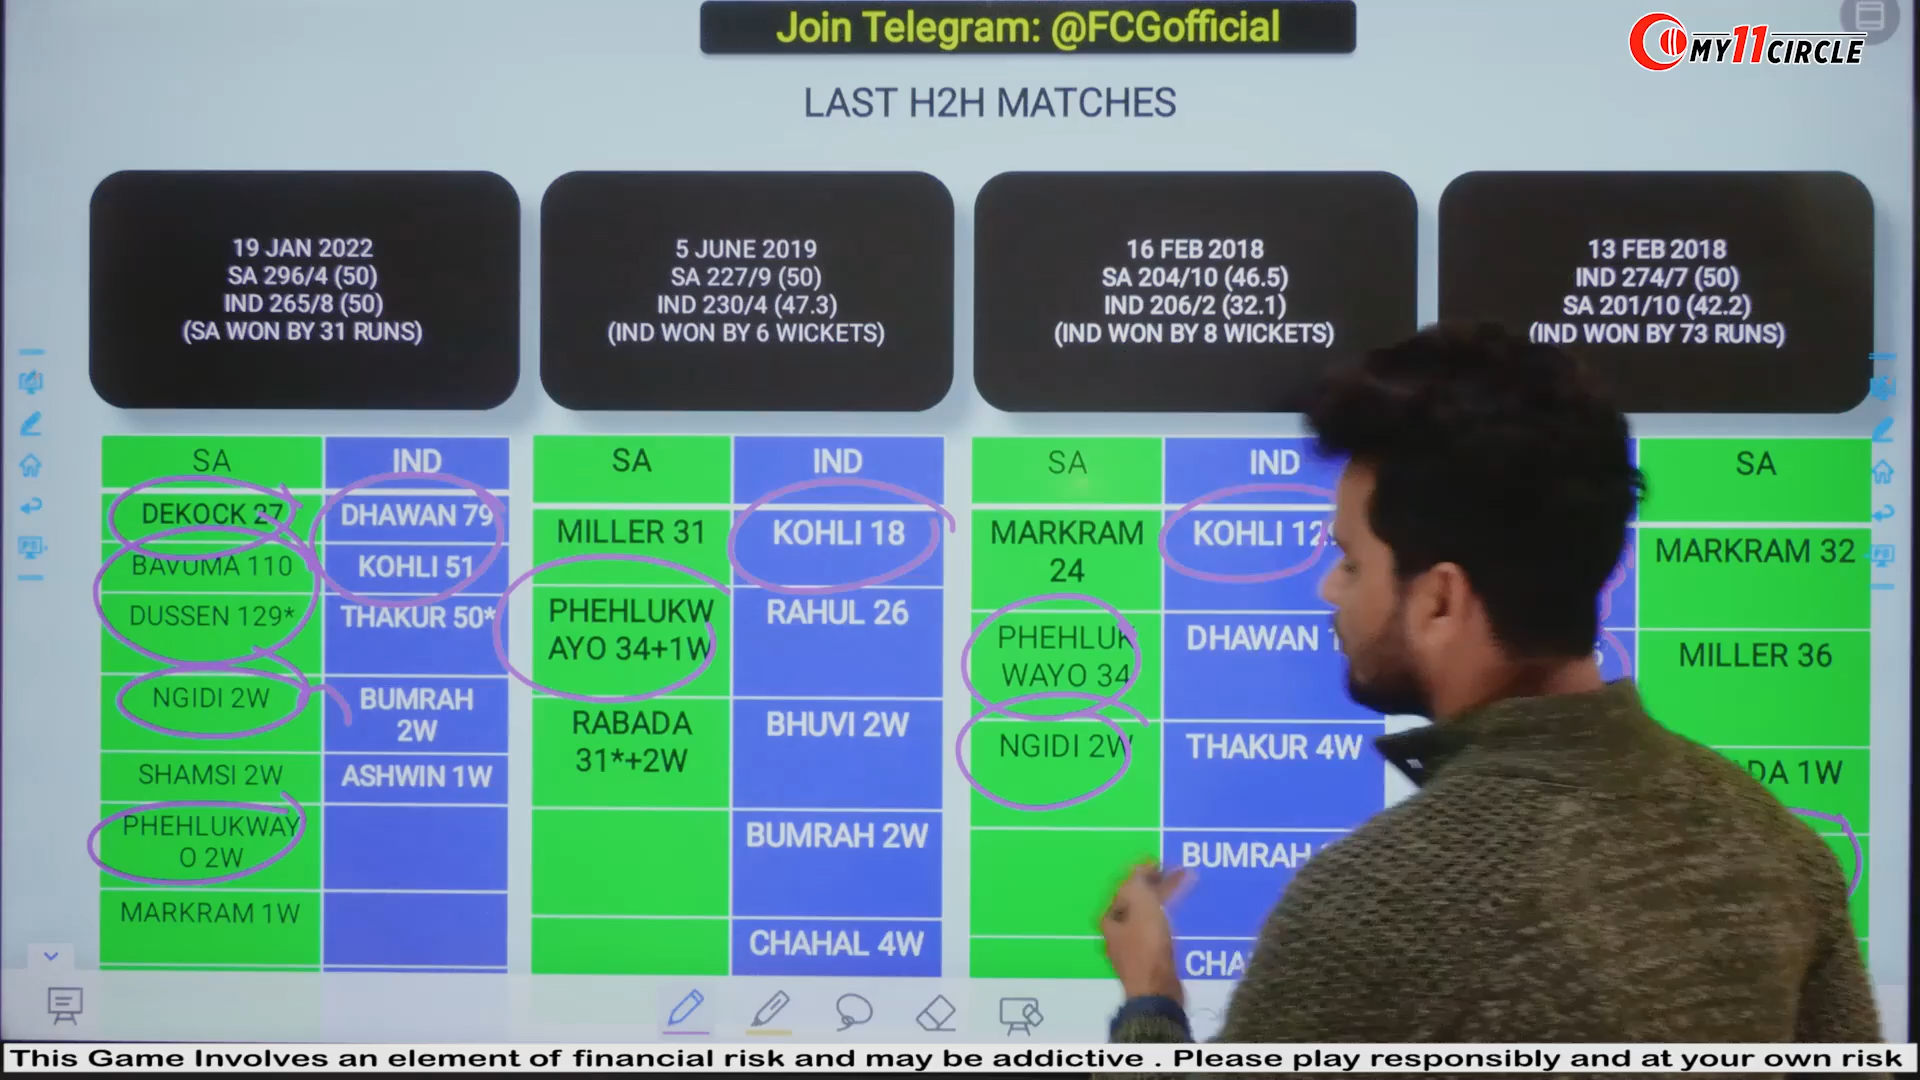 Join Telegram: @FCGofficial
MY11CIRCLE
LAST H2H MATCHES
19 JAN 2022
SA 296/4 (50)
IND 265/8 (50)
(SA WON BY 31 RUNS)
5 JUNE 2019
SA 227/9 (50)
IND 230/4 (47.3)
(IND WON BY 6 WICKETS)
16 FEB 2018
SA 204/10 (46.5)
IND 206/2 (32.1)
(IND WON BY 8 WICKETS)
13 FEB 2018
IND 274/7 (50)
SA 201/10 (42.2)
(IND WON BY 73 RUNS)
SA
IND
DEKOCK 27
DHAWAN 79
BAVUMA 110
KOHLI 51
DUSSEN 129*
THAKUR 50*
NGIDI 2W
BUMRAH
2W
SHAMSI 2W
ASHWIN 1W
PHEHLUKWAY
O 2W
MARKRAM 1W
SA
IND
MILLER 31
KOHLI 18
PHEHLUKW
AYO 34+1W
RAHUL 26
RABADA
31*+2W
BHUVI 2W
BUMRAH 2W
CHAHAL 4W
SA
IND
MARKRAM
24
KOHLI
PHEHLUK
WAYO 34
DHAWAN
NGIDI 2W
THAKUR 4W
BUMRAH
SA
MARKRAM 32
MILLER 36
1W
This Game Involves an element of financial risk and may be addictive . Please play responsibly and at your own risk